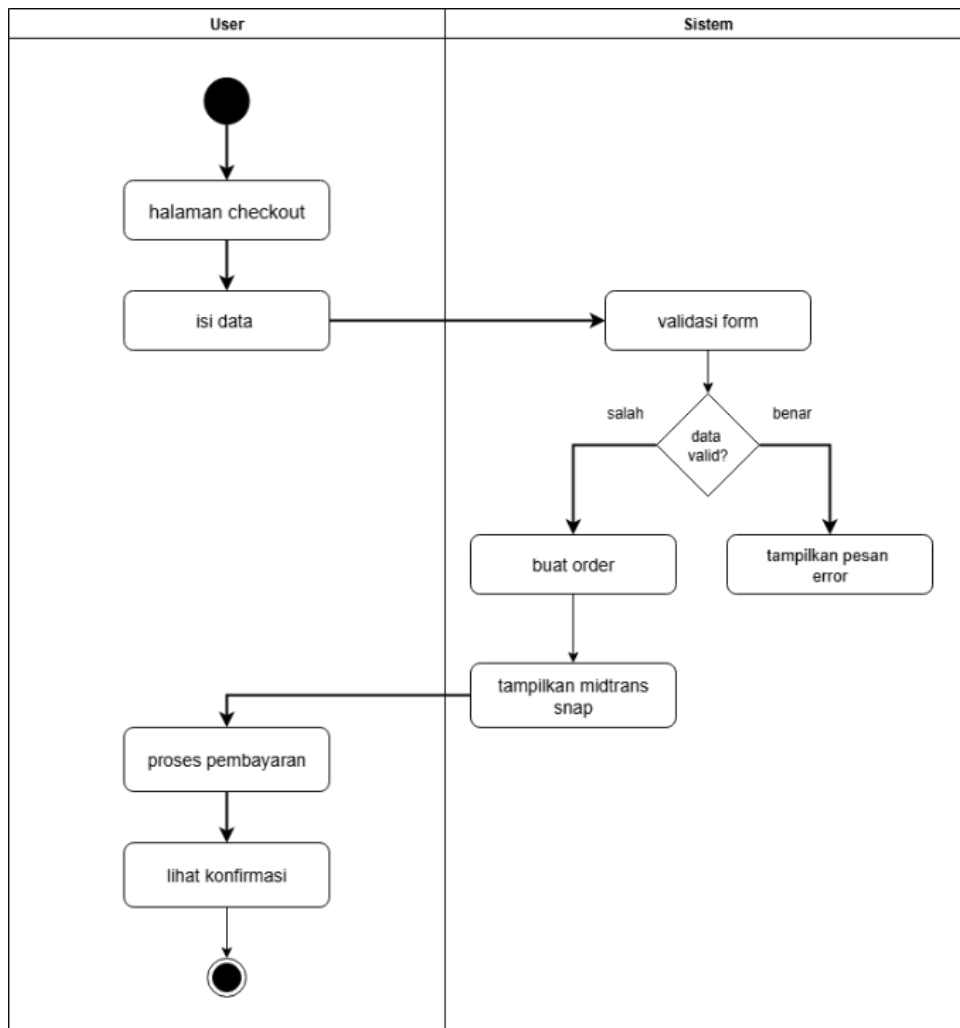 User
Sistem
halaman checkout
isi data
validasi form
salah
benar
data
valid?
buat order
tampilkan pesan
error
tampilkan midtrans
snap
proses pembayaran
lihat konfirmasi